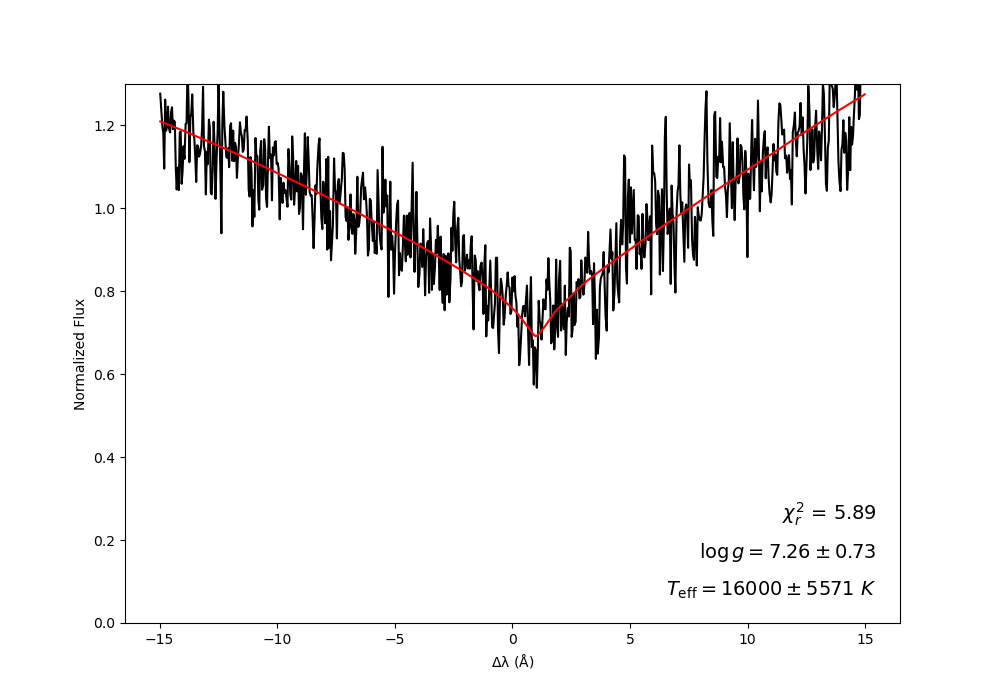 1.2
1.0
0.8
0.6
0.4
0.2
0.0
Normalized Flux
χ²ᵣ = 5.89
log g = 7.26 ± 0.73
T_eff = 16000 ± 5571 K
−15 −10 −5 0 5 10 15
Δλ (Å)